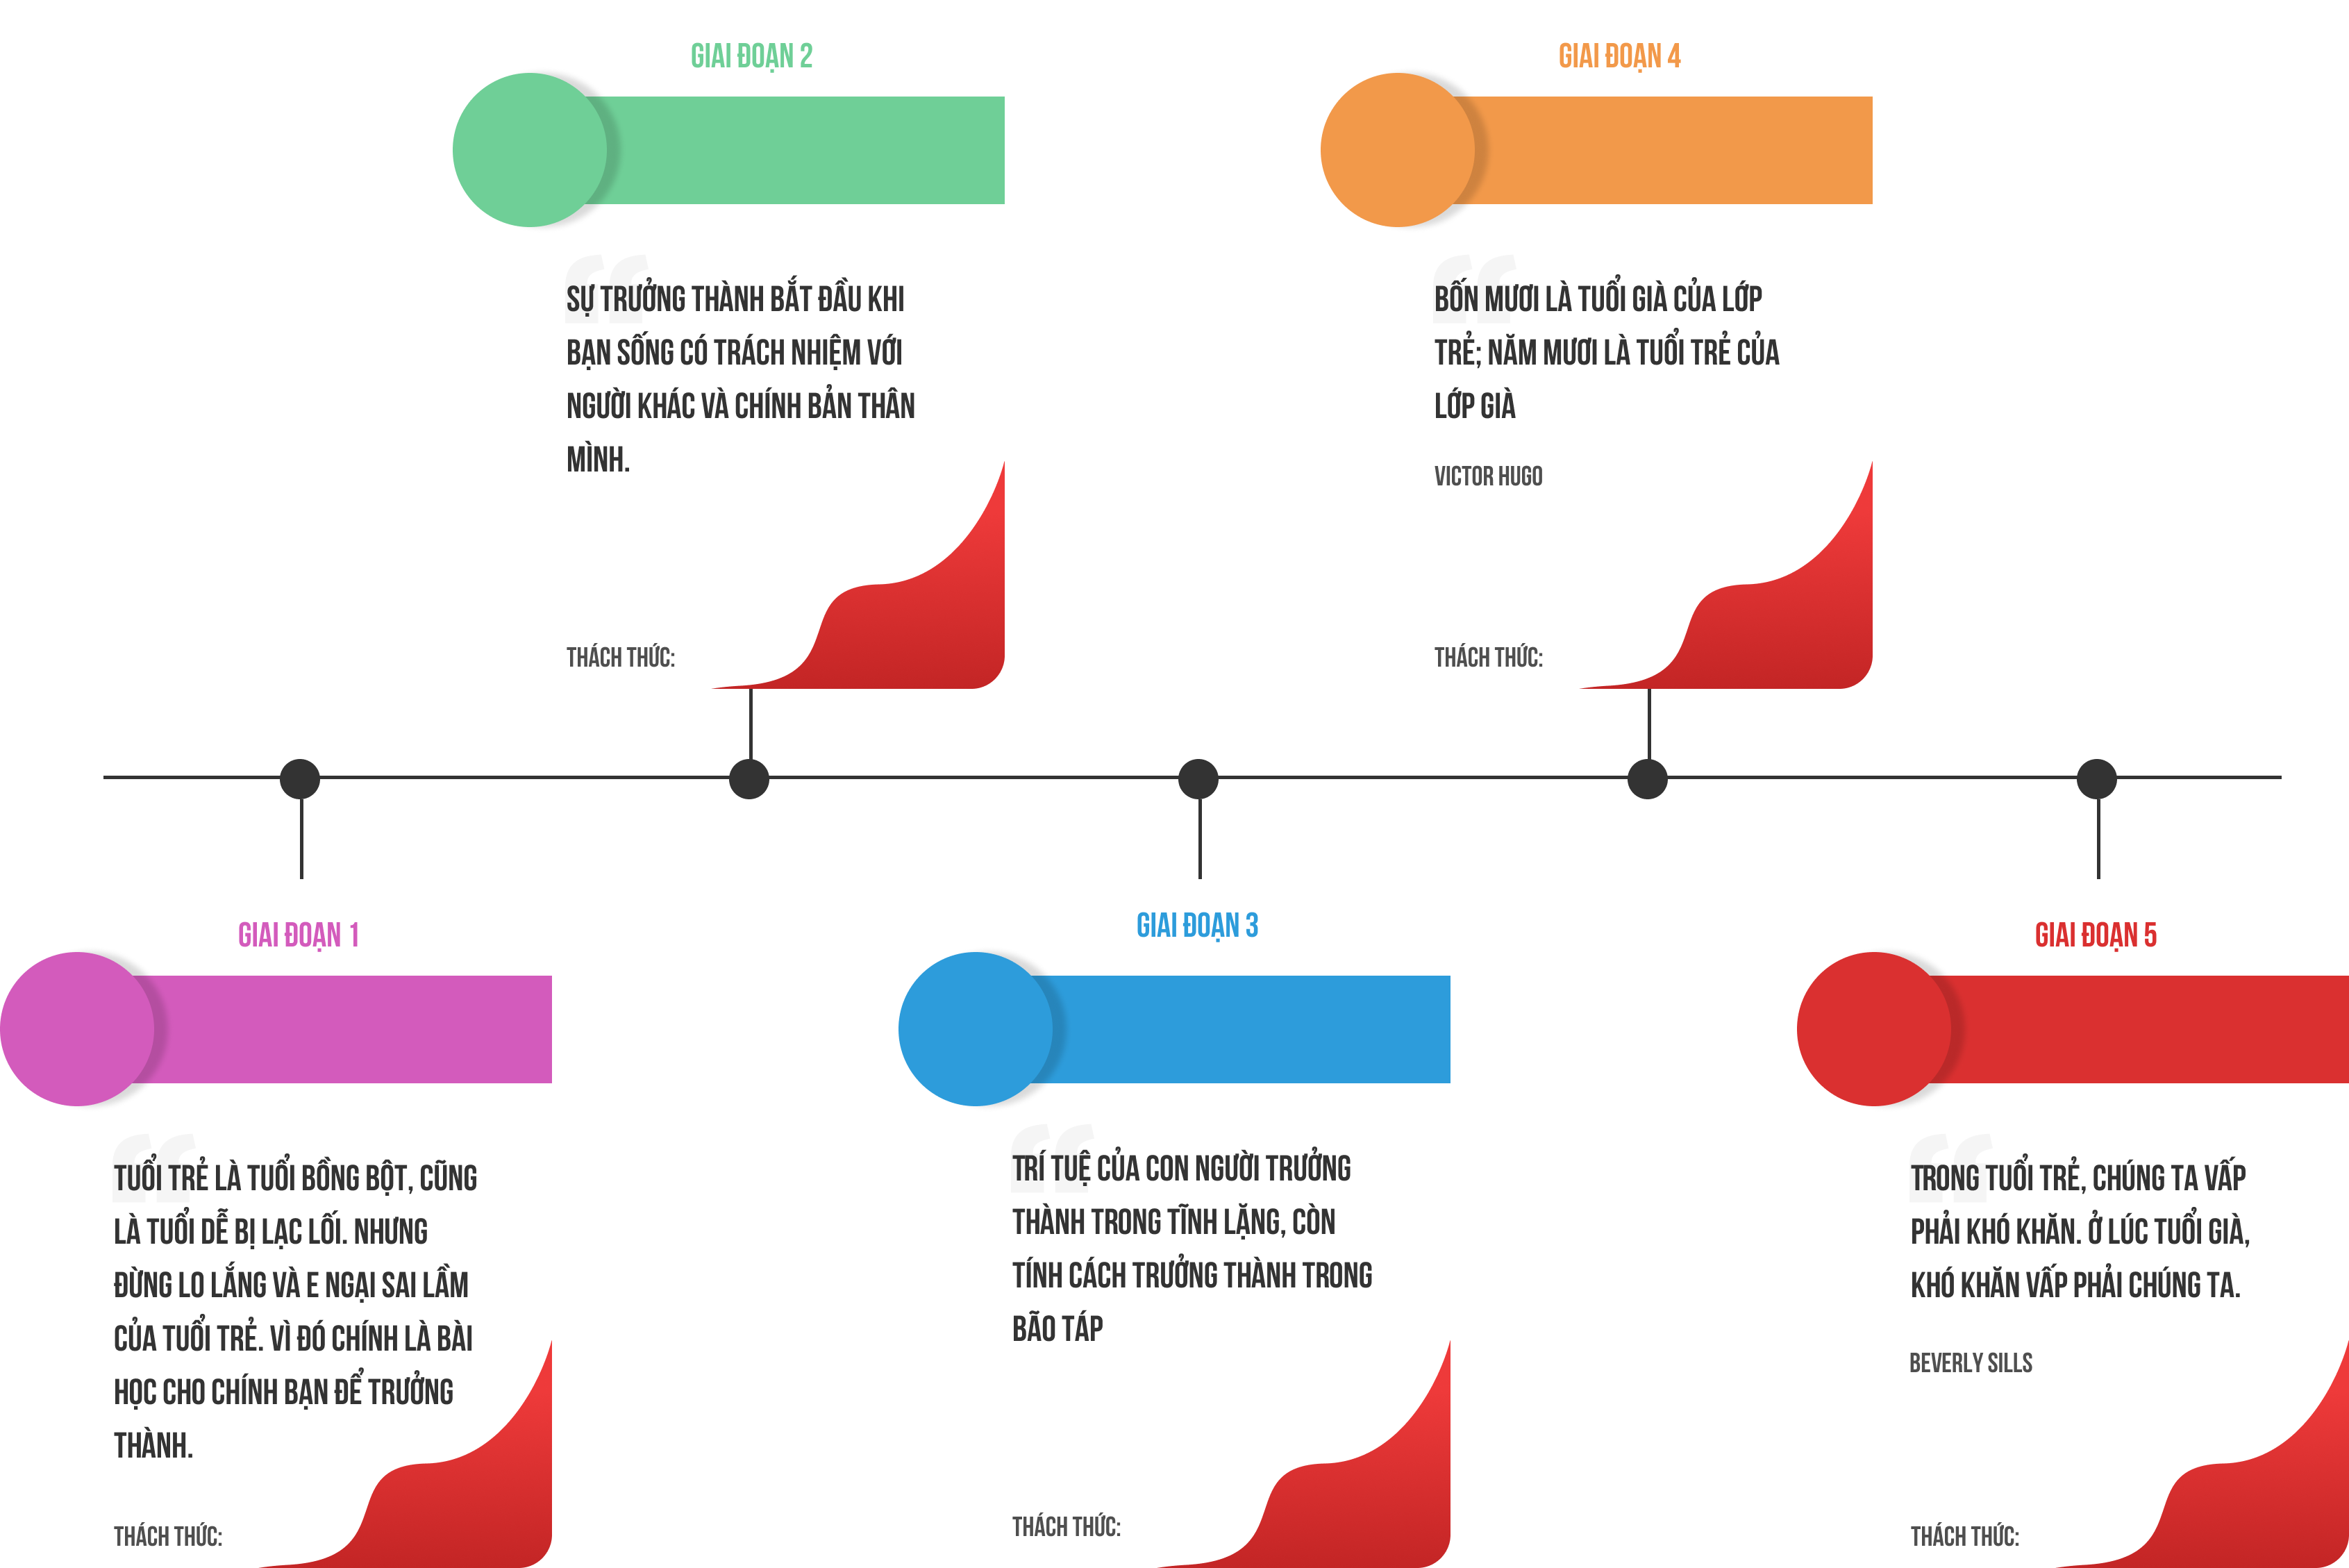 GIAI ĐOẠN 2
SỰ TRƯỞNG THÀNH BẮT ĐẦU KHI
BẠN SỐNG CÓ TRÁCH NHIỆM VỚI
NGƯỜI KHÁC VÀ CHÍNH BẢN THÂN
MÌNH.
THÁCH THỨC:
GIAI ĐOẠN 4
BỐN MƯƠI LÀ TUỔI GIÀ CỦA LỚP
TRẺ; NĂM MƯƠI LÀ TUỔI TRẺ CỦA
LỚP GIÀ
VICTOR HUGO
THÁCH THỨC:
GIAI ĐOẠN 1
TUỔI TRẺ LÀ TUỔI BỒNG BỘT, CŨNG
LÀ TUỔI DỄ BỊ LẠC LỐI. NHƯNG
ĐỪNG LO LẮNG VÀ E NGẠI SAI LẦM
CỦA TUỔI TRẺ. VÌ ĐÓ CHÍNH LÀ BÀI
HỌC CHO CHÍNH BẠN ĐỂ TRƯỞNG
THÀNH.
THÁCH THỨC:
GIAI ĐOẠN 3
TRÍ TUỆ CỦA CON NGƯỜI TRƯỞNG
THÀNH TRONG TĨNH LẶNG, CÒN
TÍNH CÁCH TRƯỞNG THÀNH TRONG
BÃO TÁP
THÁCH THỨC:
GIAI ĐOẠN 5
TRONG TUỔI TRẺ, CHÚNG TA VẤP
PHẢI KHÓ KHĂN. Ở LÚC TUỔI GIÀ,
KHÓ KHĂN VẤP PHẢI CHÚNG TA.
BEVERLY SILLS
THÁCH THỨC: